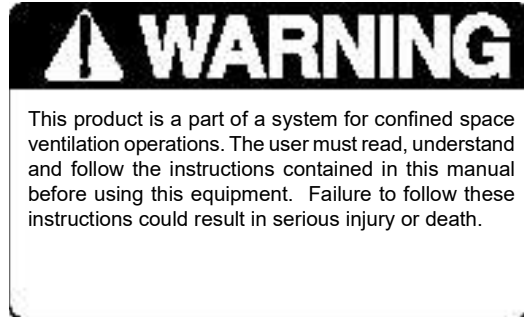 WARNING
This product is a part of a system for confined space
ventilation operations. The user must read, understand
and follow the instructions contained in this manual
before using this equipment.  Failure to follow these
instructions could result in serious injury or death.